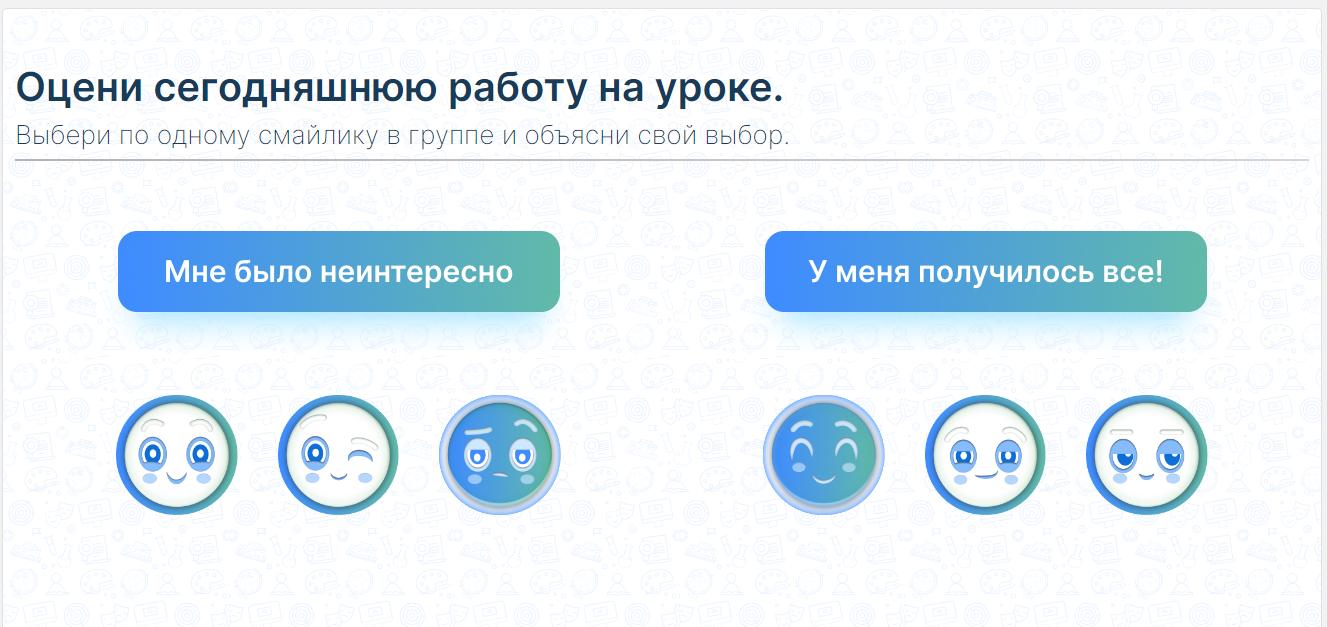 Оцени сегодняшнюю работу на уроке.
Выбери по одному смайлику в группе и объясни свой выбор.
Мне было неинтересно
У меня получилось все!